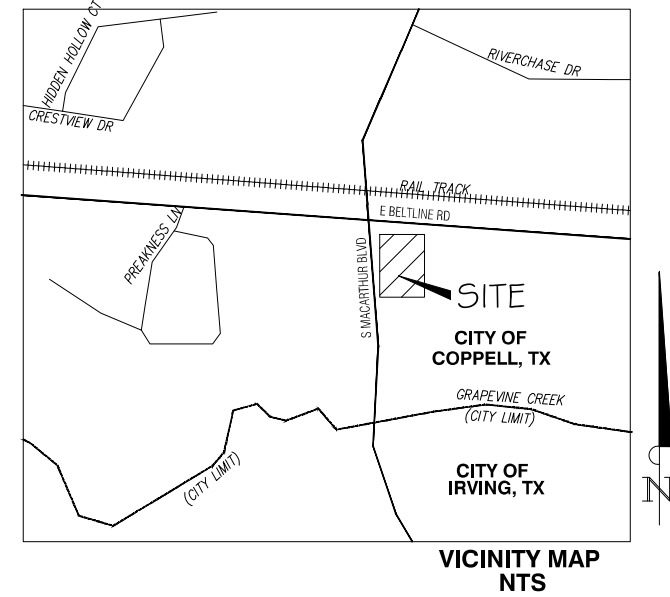 HIDDEN HOLLOW CT
CRESTVIEW DR
RIVERCHASE DR
RAIL TRACK
E BELTLINE RD
PREAKNESS LN
S MACARTHUR BLVD
SITE
CITY OF
COPPELL, TX
GRAPEVINE CREEK
(CITY LIMIT)
(CITY LIMIT)
CITY OF
IRVING, TX
N
VICINITY MAP
NTS